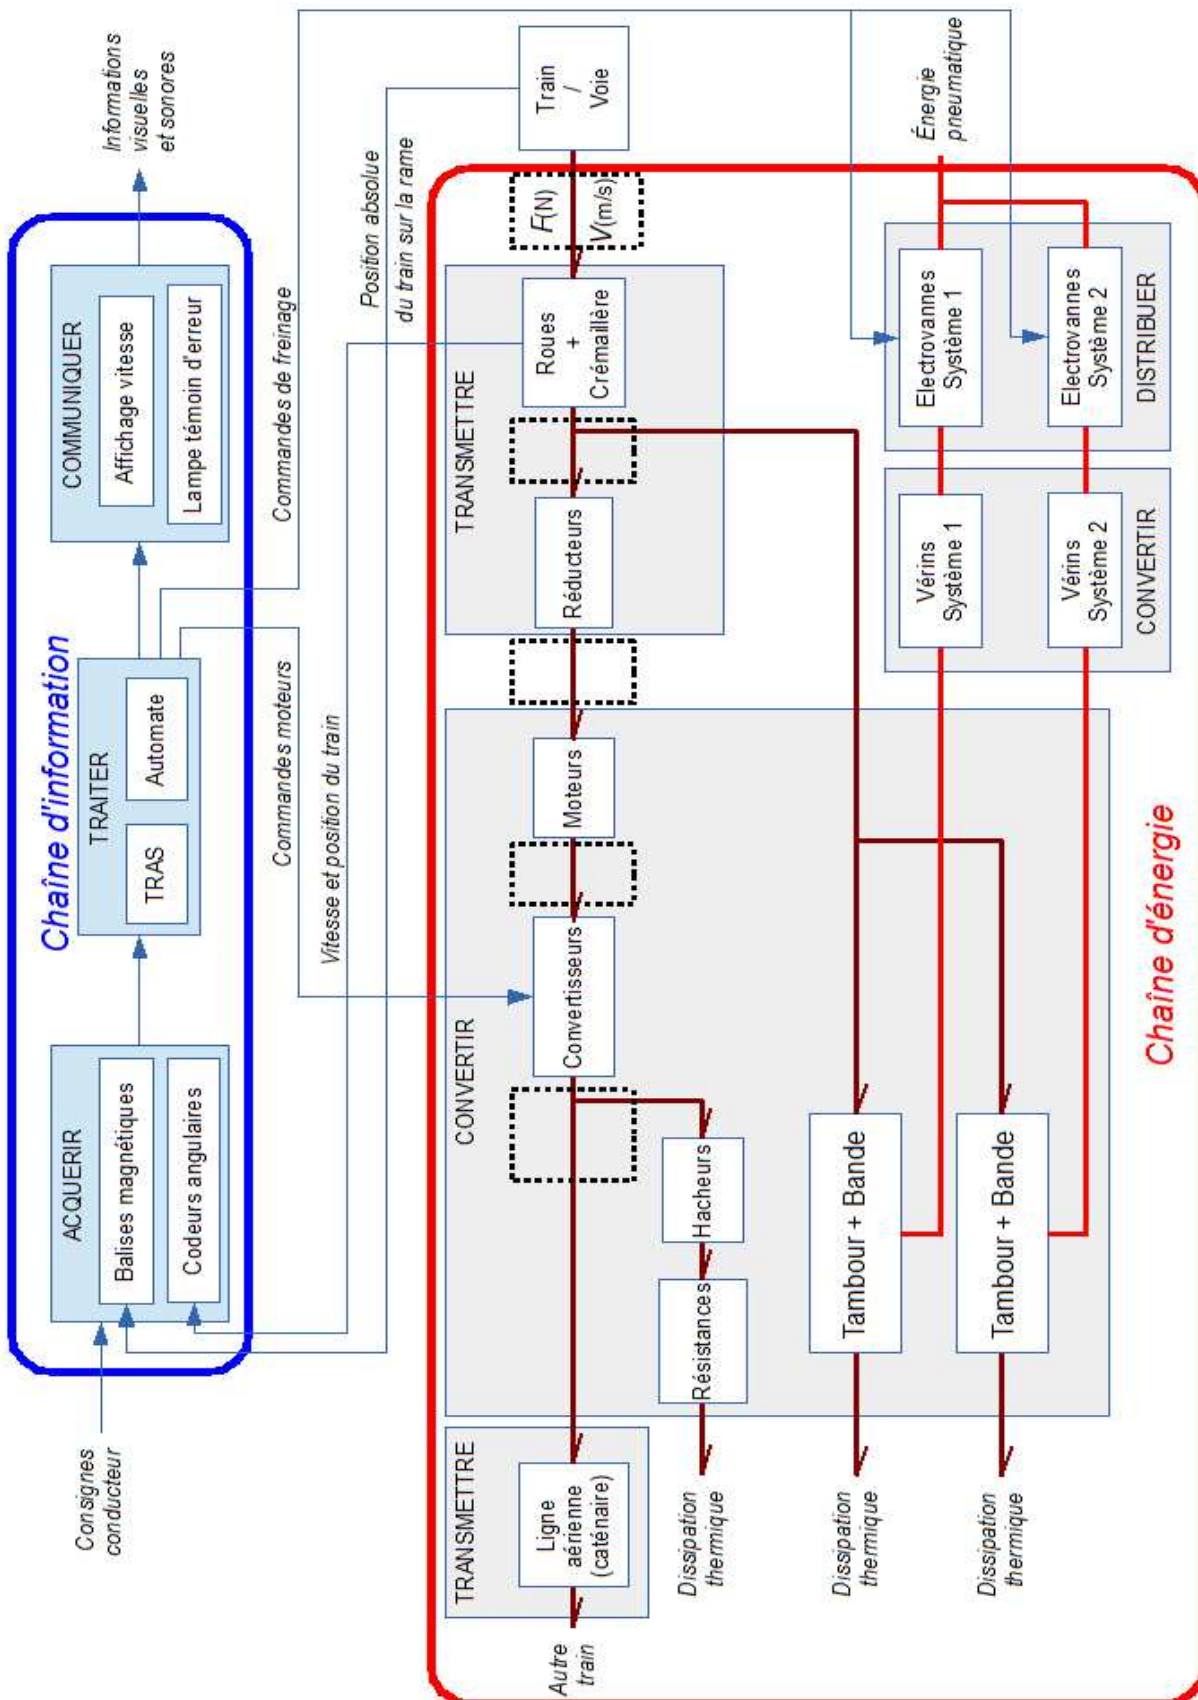 Chaîne d'information
Consignes
conducteur
ACQUERIR
Balises magnétiques
Codeurs angulaires
TRAITER
TRAS
Automate
COMMUNIQUER
Affichage vitesse
Lampe témoin d'erreur
Informations
visuelles
et sonores
Commandes moteurs
Vitesse et position du train
Commandes de freinage
Position absolue
du train sur la rame
Autre
train
TRANSMETTRE
Ligne
aérienne
(caténaire)
CONVERTIR
Convertisseurs
Moteurs
Hacheurs
Résistances
Dissipation
thermique
TRANSMETTRE
Réducteurs
Roues
+
Crémaillère
F(N)
V(m/s)
Train
/
Voie
Tambour + Bande
Dissipation
thermique
Tambour + Bande
Dissipation
thermique
Vérins
Système 1
Vérins
Système 2
CONVERTIR
Electrovannes
Système 1
Electrovannes
Système 2
DISTRIBUER
Énergie
pneumatique
Chaîne d'énergie